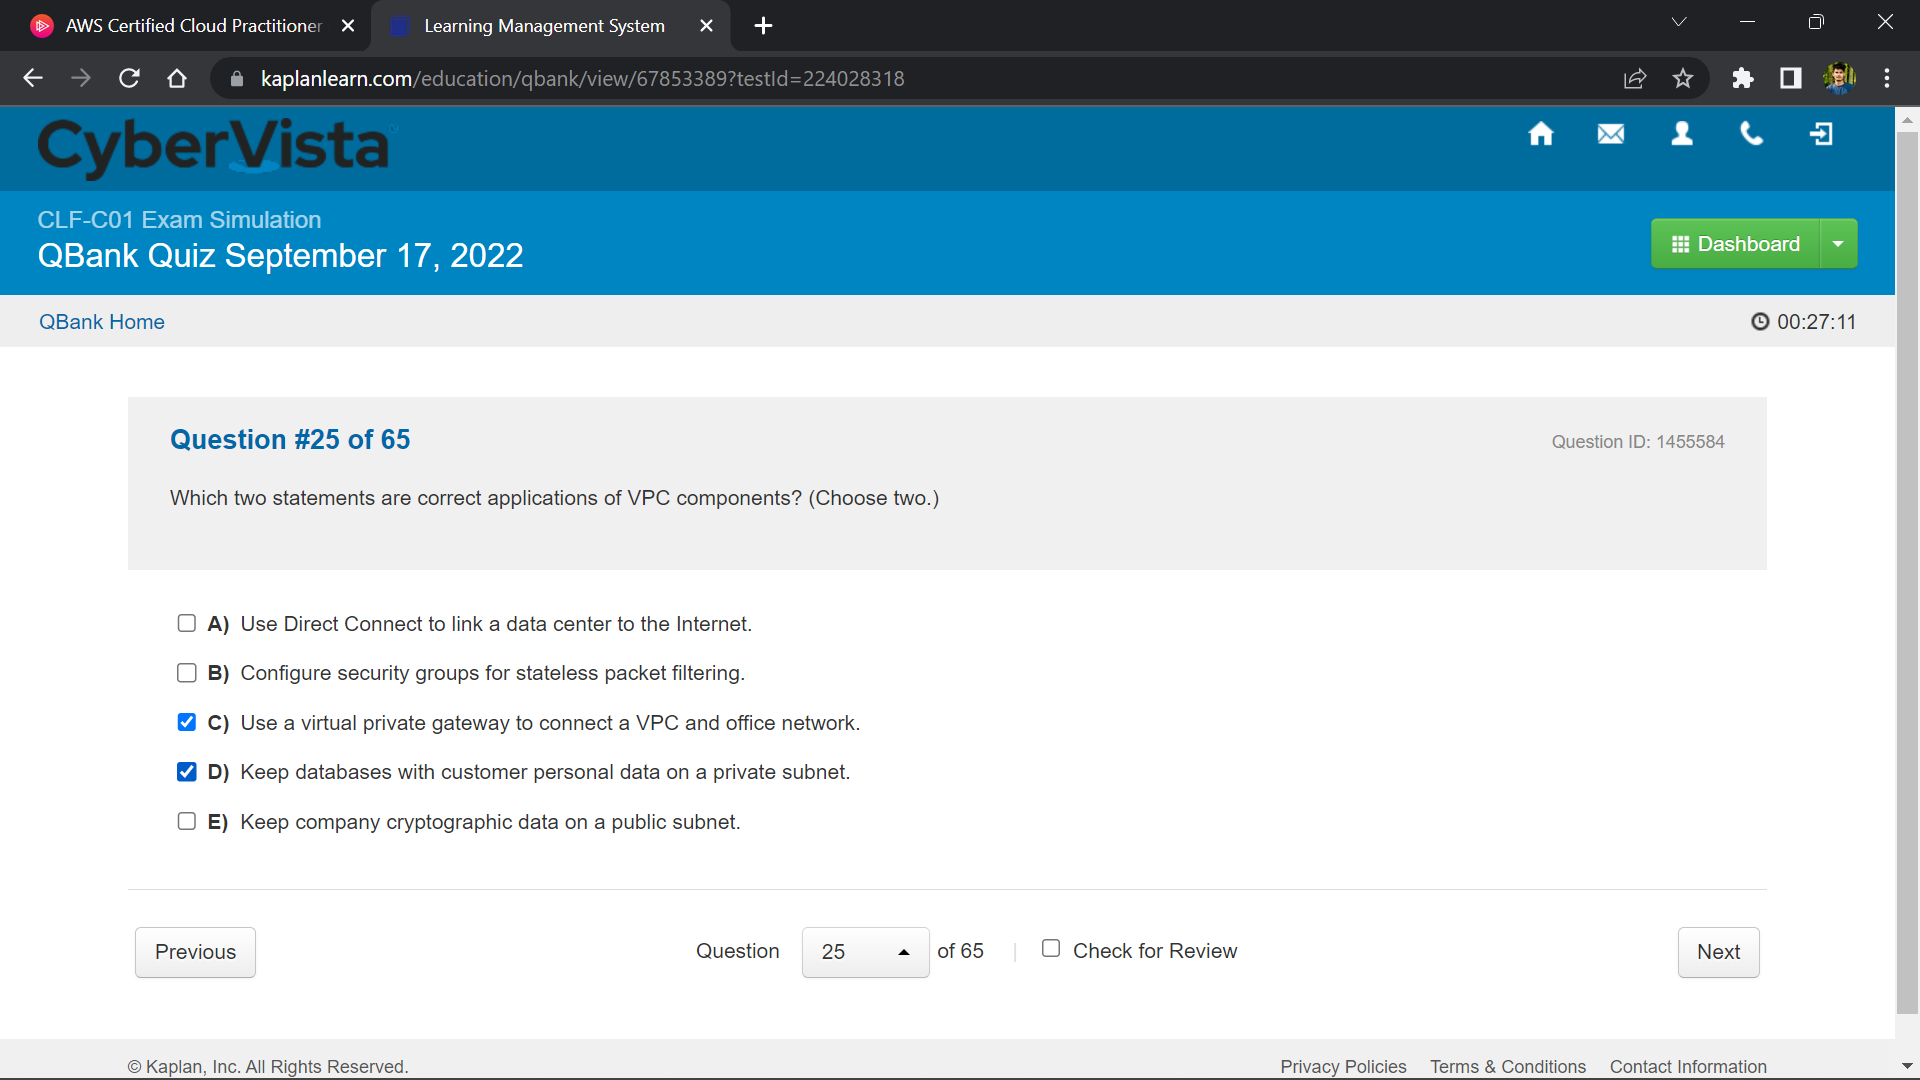 AWS Certified Cloud Practitioner
Learning Management System
kaplanlearn.com/education/qbank/view/67853389?testId=224028318
CyberVista
CLF-C01 Exam Simulation
QBank Quiz September 17, 2022
Dashboard
QBank Home
00:27:11
Question #25 of 65
Question ID: 1455584
Which two statements are correct applications of VPC components? (Choose two.)
A) Use Direct Connect to link a data center to the Internet.
B) Configure security groups for stateless packet filtering.
C) Use a virtual private gateway to connect a VPC and office network.
D) Keep databases with customer personal data on a private subnet.
E) Keep company cryptographic data on a public subnet.
Previous
Question 25 of 65 | Check for Review
Next
© Kaplan, Inc. All Rights Reserved.
Privacy Policies Terms & Conditions Contact Information